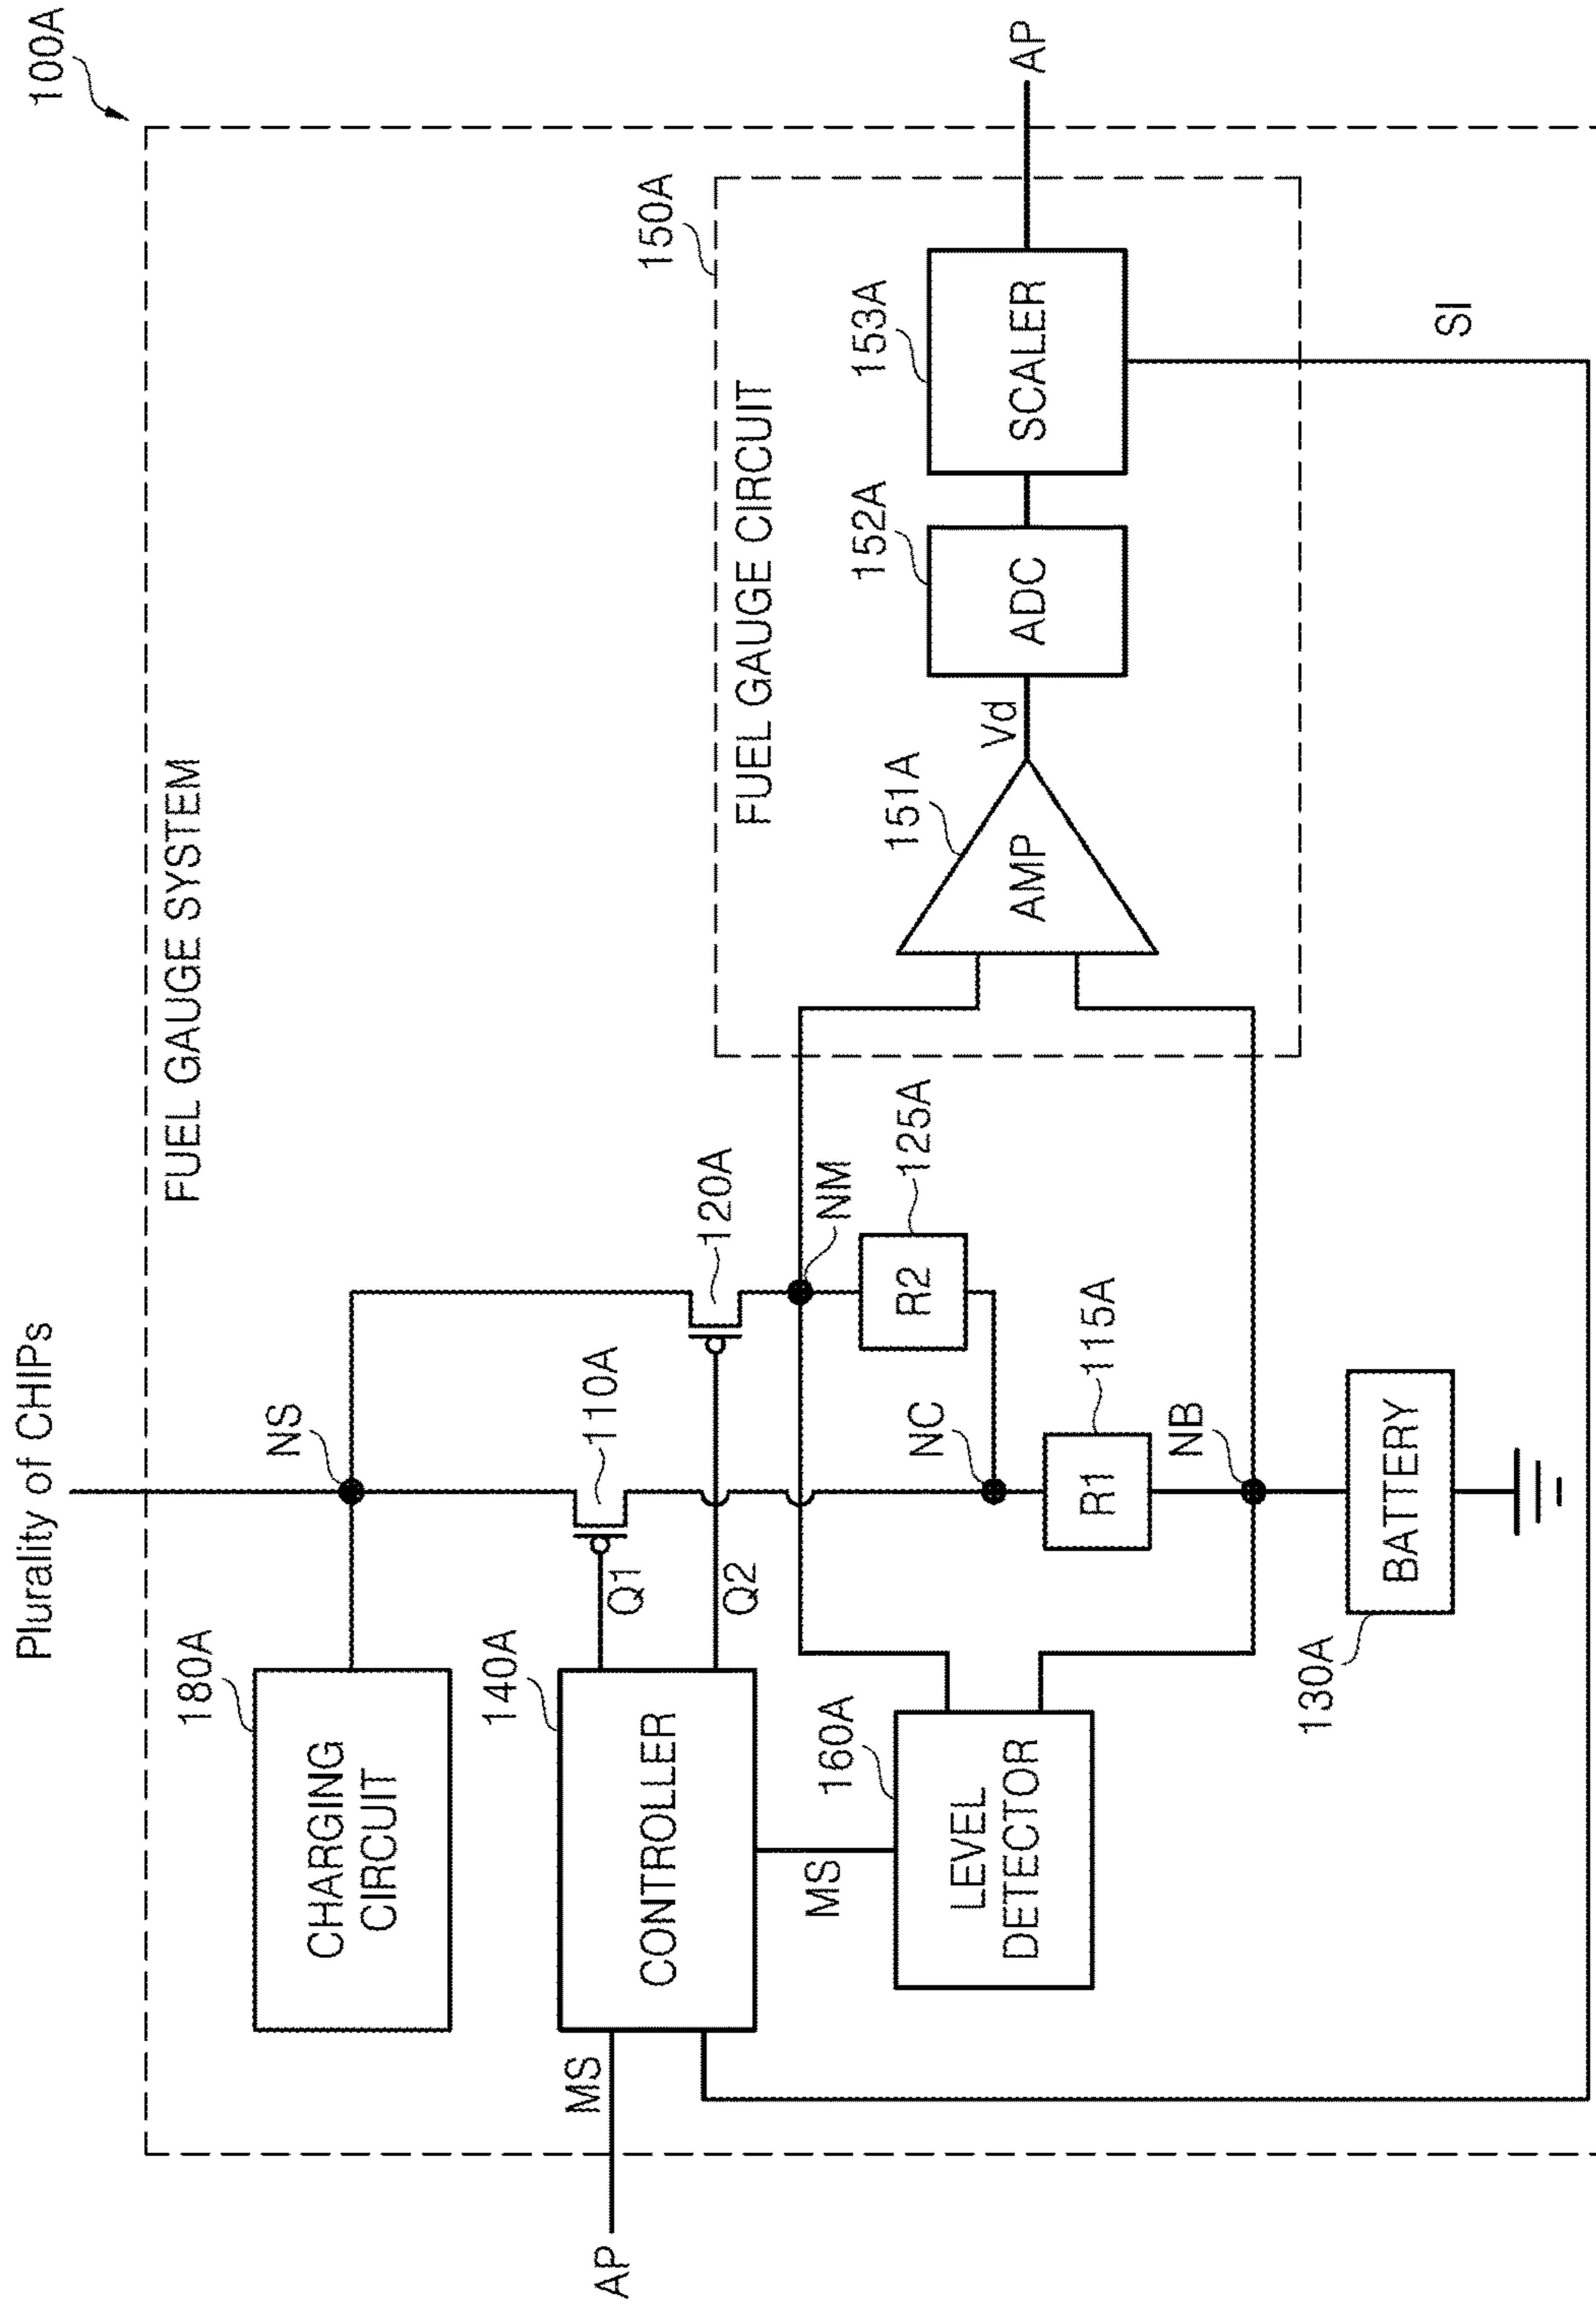 100A
FUEL GAUGE SYSTEM
Plurality of CHIPs
NS
180A
CHARGING
CIRCUIT
110A
Q1
120A
Q2
140A
CONTROLLER
MS
AP
MS
160A
LEVEL
DETECTOR
NM
R2
125A
NC
R1
115A
NB
BATTERY
130A
150A
FUEL GAUGE CIRCUIT
151A
AMP
Vd
152A
ADC
153A
SCALER
AP
SI